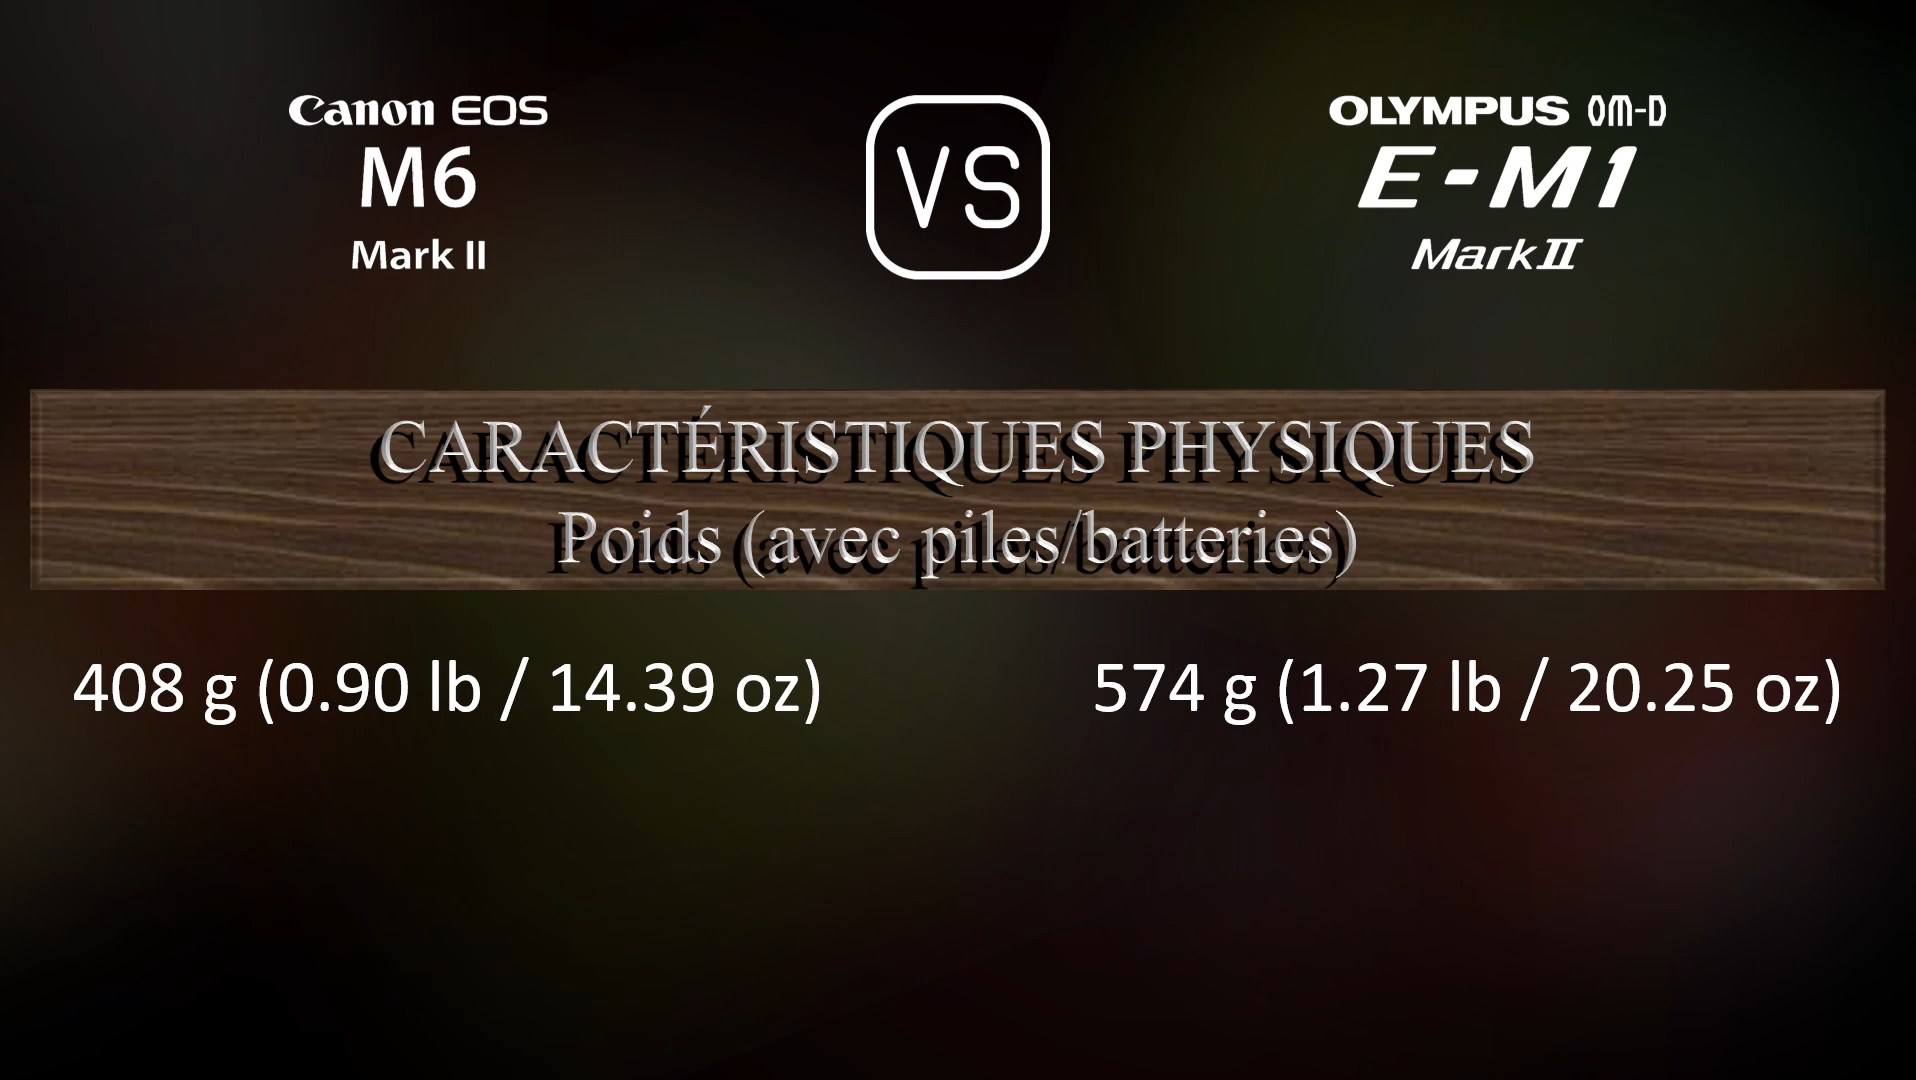 Canon EOS
M6
Mark II
VS
OLYMPUS OM-D
E-M1
Mark II
CARACTÉRISTIQUES PHYSIQUES
Poids (avec piles/batteries)
408 g (0.90 lb / 14.39 oz)
574 g (1.27 lb / 20.25 oz)